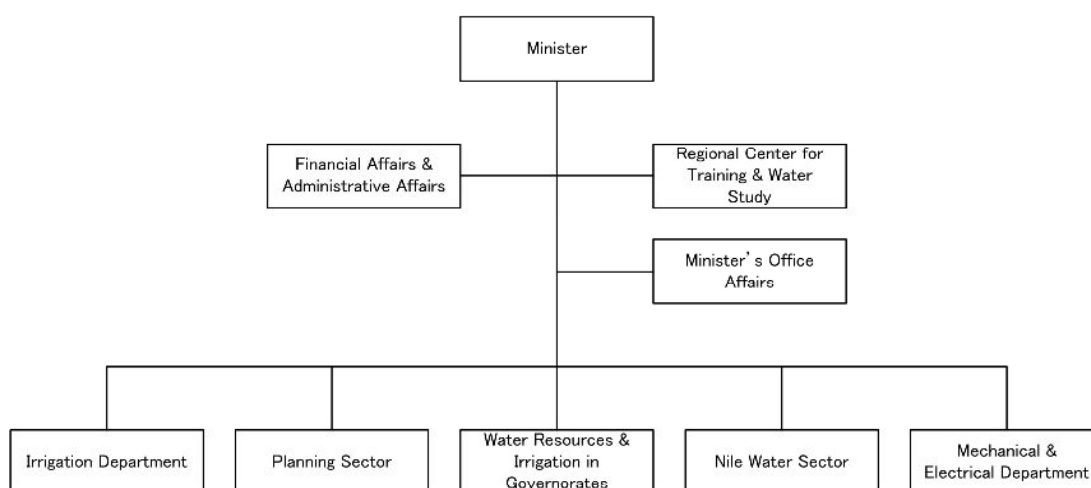 Minister
Financial Affairs &
Administrative Affairs
Regional Center for
Training & Water
Study
Minister's Office
Affairs
Irrigation Department
Planning Sector
Water Resources &
Irrigation in
Governorates
Nile Water Sector
Mechanical &
Electrical Department